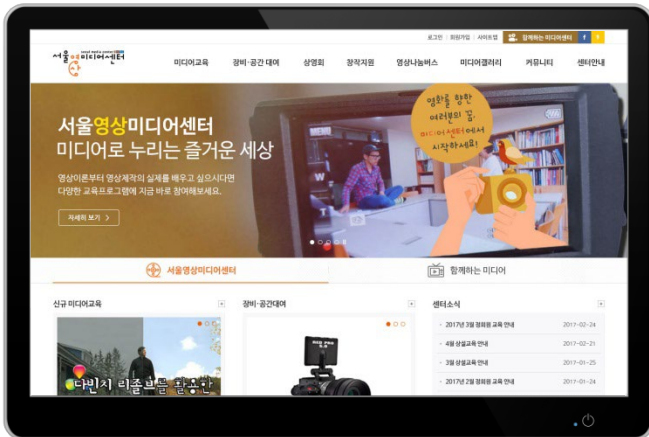 로그인 | 회원가입 | 사이트맵 함께하는 미디어센터 f
seoul media center
서울영상미디어센터
미디어교육 장비·공간 대여 상영회 창작지원 영상나눔버스 미디어갤러리 커뮤니티 센터안내
서울영상미디어센터
미디어로 누리는 즐거운 세상
영상이론부터 영상제작의 실제를 배우고 싶으시다면
다양한 교육프로그램에 지금 바로 참여해보세요.
자세히 보기 >
MEMO
W
T
영화를 향한
여러분의 꿈,
미디어 센터에서
시작하세요!
서울영상미디어센터
함께하는 미디어
신규 미디어교육 +
다빈치 리졸브를 활용한
장비·공간대여 +
센터소식 +
· 2017년 3월 정회원 교육 안내 2017-02-24
· 4월 상설교육 안내 2017-02-21
· 3월 상설교육 안내 2017-01-25
· 2017년 2월 정회원 교육 안내 2017-01-24